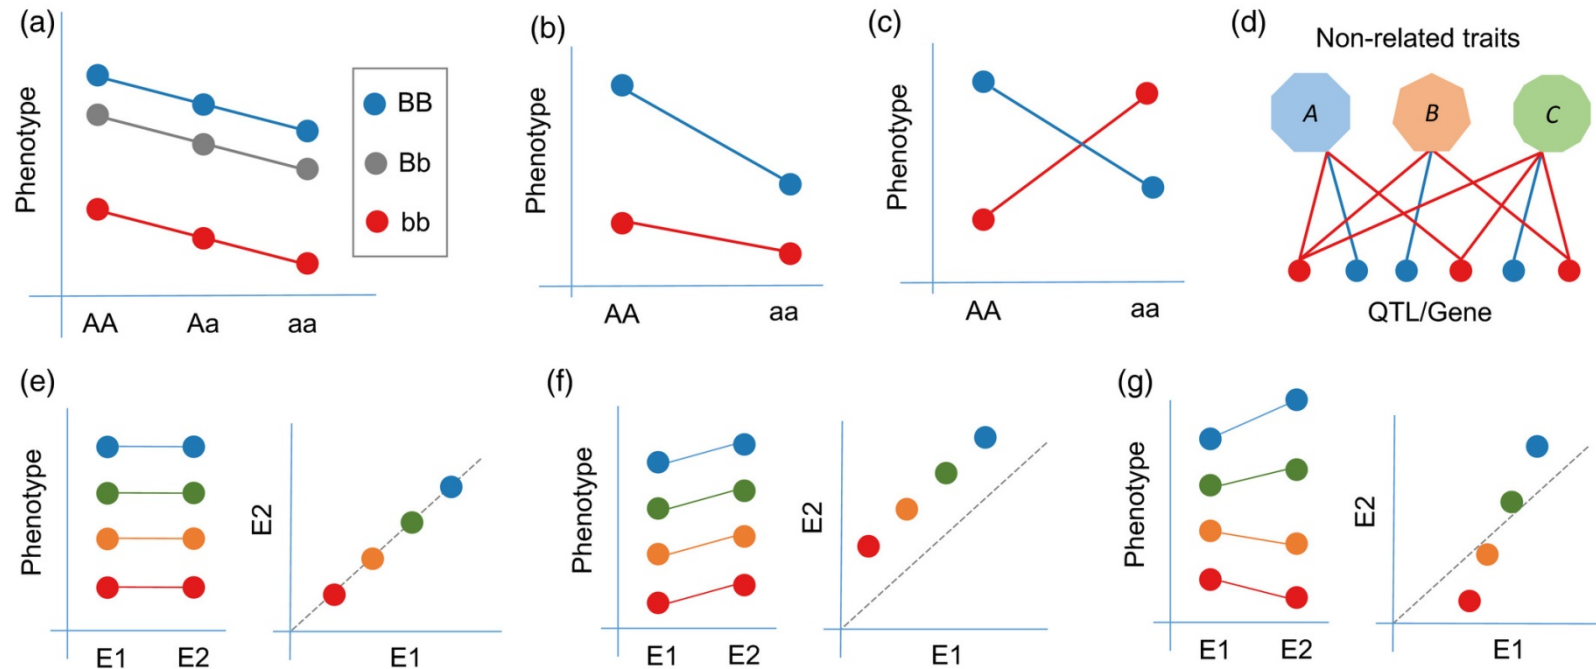 (a)
Phenotype
BB
Bb
bb
AA Aa aa
(b)
Phenotype
AA aa
(c)
Phenotype
AA aa
(d)
Non-related traits
A B C
QTL/Gene
(e)
Phenotype
E1 E2
E2
E1
(f)
Phenotype
E1 E2
E2
E1
(g)
Phenotype
E1 E2
E2
E1